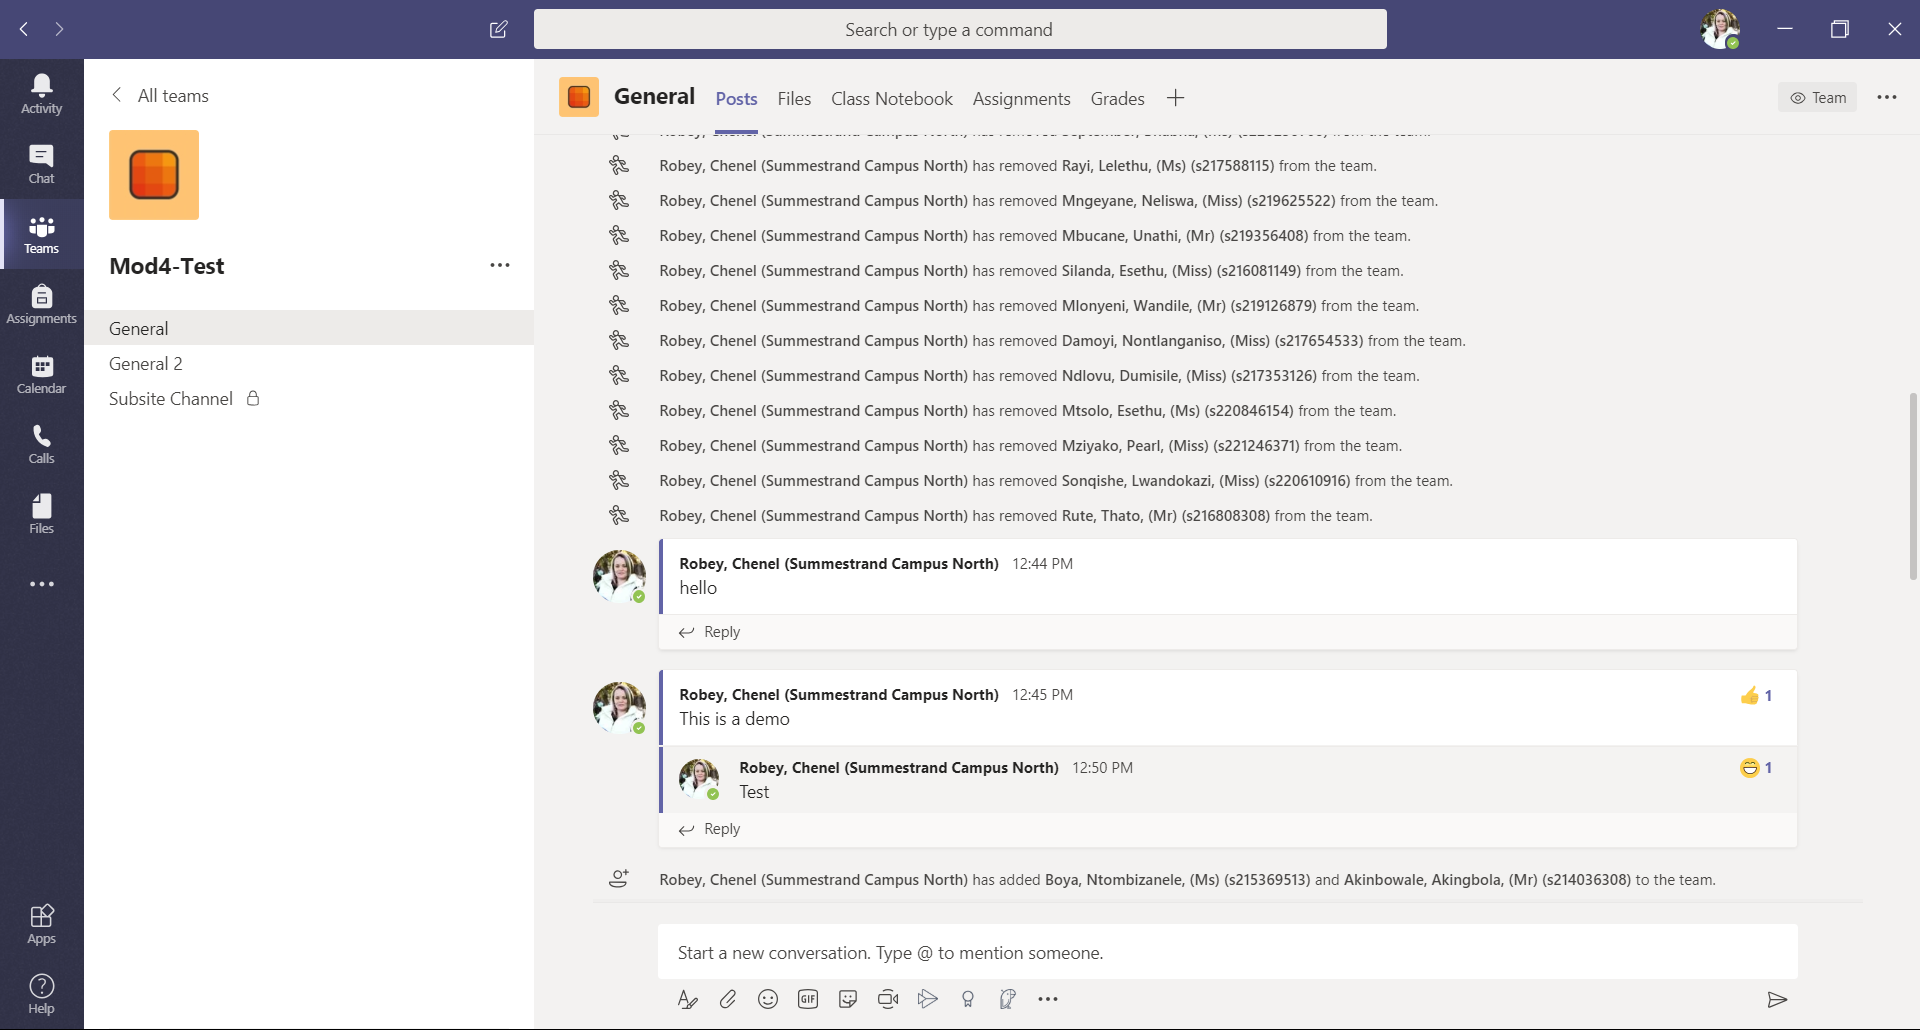 Search or type a command
Activity
Chat
Teams
Assignments
Calendar
Calls
Files
Apps
Help
All teams
Mod4-Test
General
General 2
Subsite Channel
General Posts Files Class Notebook Assignments Grades
Team
Robey, Chenel (Summestrand Campus North) has removed Rayi, Lelethu, (Ms) (s217588115) from the team.
Robey, Chenel (Summestrand Campus North) has removed Mngeyane, Neliswa, (Miss) (s219625522) from the team.
Robey, Chenel (Summestrand Campus North) has removed Mbucane, Unathi, (Mr) (s219356408) from the team.
Robey, Chenel (Summestrand Campus North) has removed Silanda, Esethu, (Miss) (s216081149) from the team.
Robey, Chenel (Summestrand Campus North) has removed Mlonyeni, Wandile, (Mr) (s219126879) from the team.
Robey, Chenel (Summestrand Campus North) has removed Damoyi, Nontlanganiso, (Miss) (s217654533) from the team.
Robey, Chenel (Summestrand Campus North) has removed Ndlovu, Dumisile, (Miss) (s217353126) from the team.
Robey, Chenel (Summestrand Campus North) has removed Mtsolo, Esethu, (Ms) (s220846154) from the team.
Robey, Chenel (Summestrand Campus North) has removed Mziyako, Pearl, (Miss) (s221246371) from the team.
Robey, Chenel (Summestrand Campus North) has removed Sonqishe, Lwandokazi, (Miss) (s220610916) from the team.
Robey, Chenel (Summestrand Campus North) has removed Rute, Thato, (Mr) (s216808308) from the team.
Robey, Chenel (Summestrand Campus North) 12:44 PM
hello
Reply
Robey, Chenel (Summestrand Campus North) 12:45 PM
1
This is a demo
Robey, Chenel (Summestrand Campus North) 12:50 PM
1
Test
Reply
Robey, Chenel (Summestrand Campus North) has added Boya, Ntombizanele, (Ms) (s215369513) and Akinbowale, Akingbola, (Mr) (s214036308) to the team.
Start a new conversation. Type @ to mention someone.
GIF